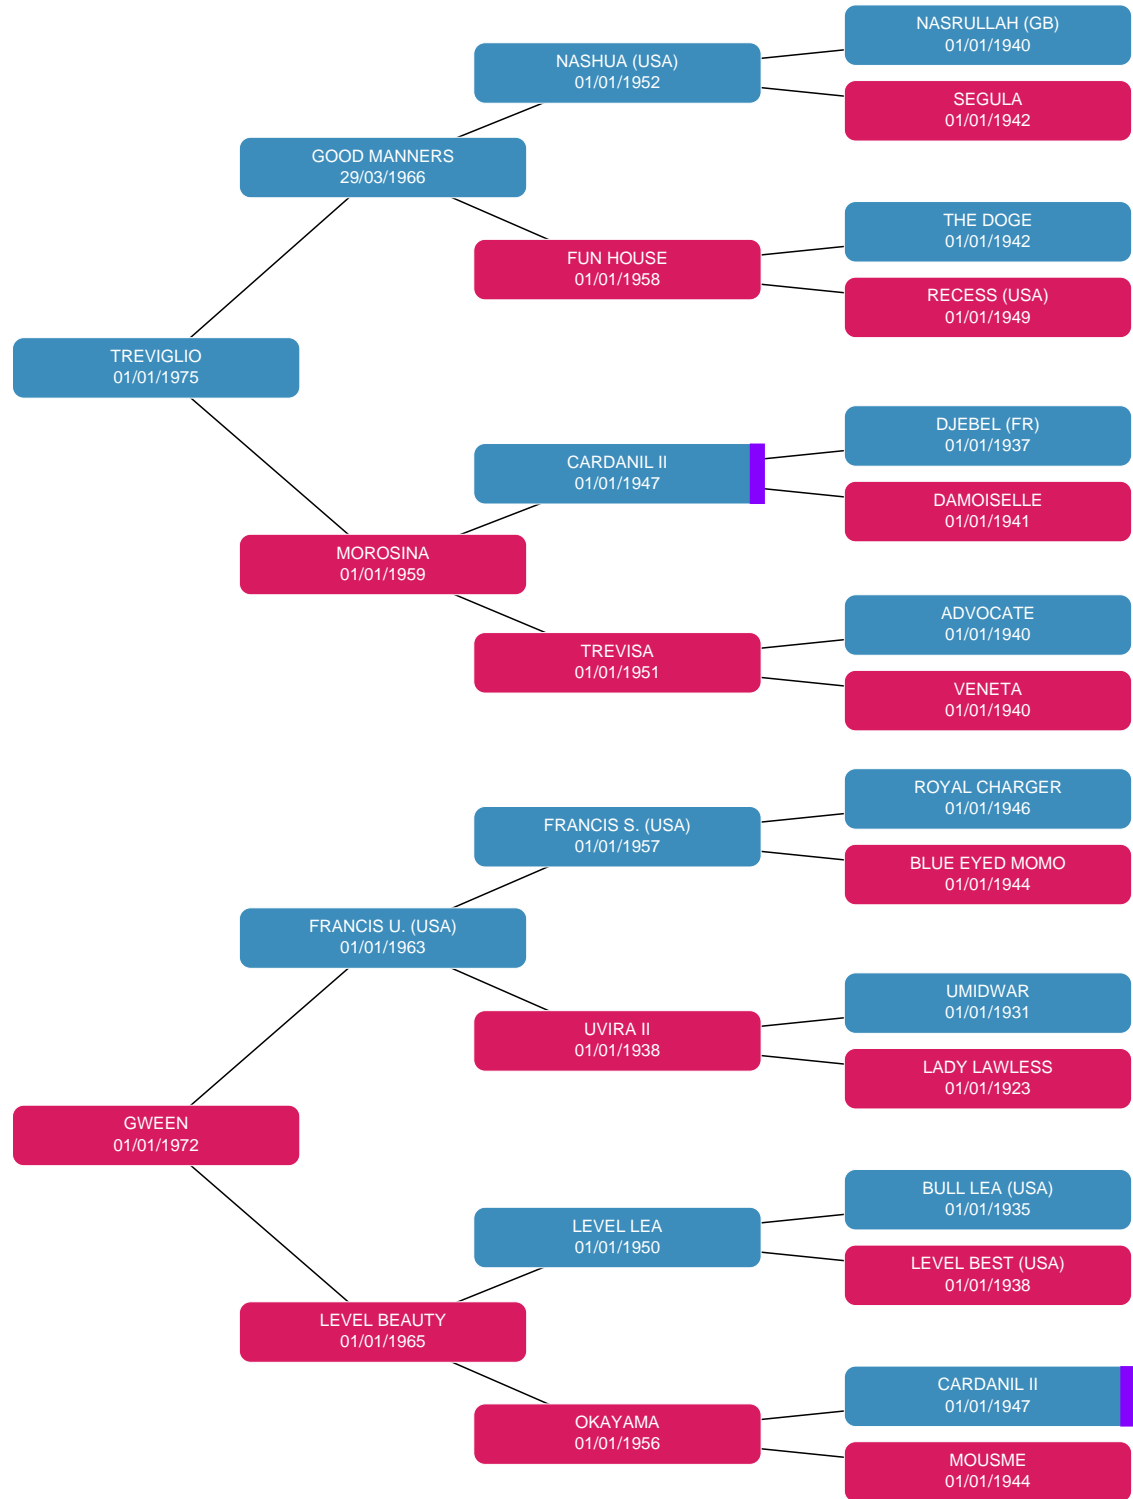 NASRULLAH (GB)
01/01/1940
NASHUA (USA)
01/01/1952
SEGULA
01/01/1942
GOOD MANNERS
29/03/1966
THE DOGE
01/01/1942
FUN HOUSE
01/01/1958
RECESS (USA)
01/01/1949
TREVIGLIO
01/01/1975
DJEBEL (FR)
01/01/1937
CARDANIL II
01/01/1947
DAMOISELLE
01/01/1941
MOROSINA
01/01/1959
ADVOCATE
01/01/1940
TREVISA
01/01/1951
VENETA
01/01/1940
ROYAL CHARGER
01/01/1946
FRANCIS S. (USA)
01/01/1957
BLUE EYED MOMO
01/01/1944
FRANCIS U. (USA)
01/01/1963
UMIDWAR
01/01/1931
UVIRA II
01/01/1938
LADY LAWLESS
01/01/1923
GWEEN
01/01/1972
BULL LEA (USA)
01/01/1935
LEVEL LEA
01/01/1950
LEVEL BEST (USA)
01/01/1938
LEVEL BEAUTY
01/01/1965
CARDANIL II
01/01/1947
OKAYAMA
01/01/1956
MOUSME
01/01/1944